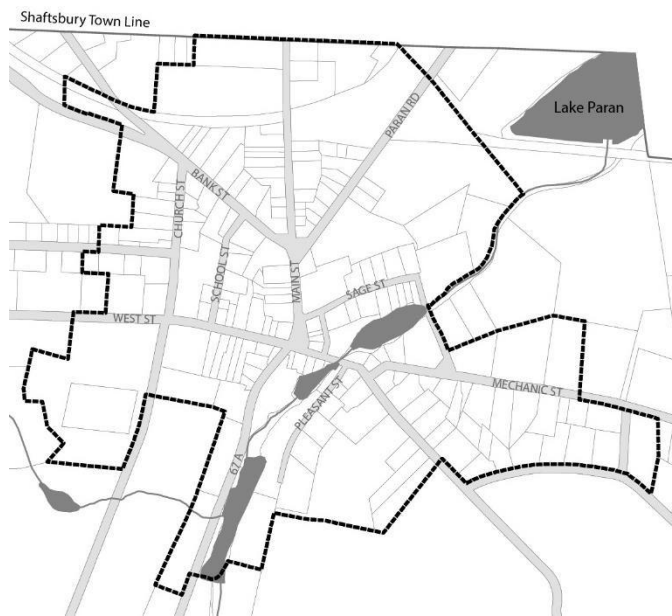 Shaftsbury Town Line
Lake Paran
PARAN RD
BANK ST
CHURCH ST
SCHOOL ST
MAIN ST
SAGE ST
WEST ST
PLEASANT ST
MECHANIC ST
67 A